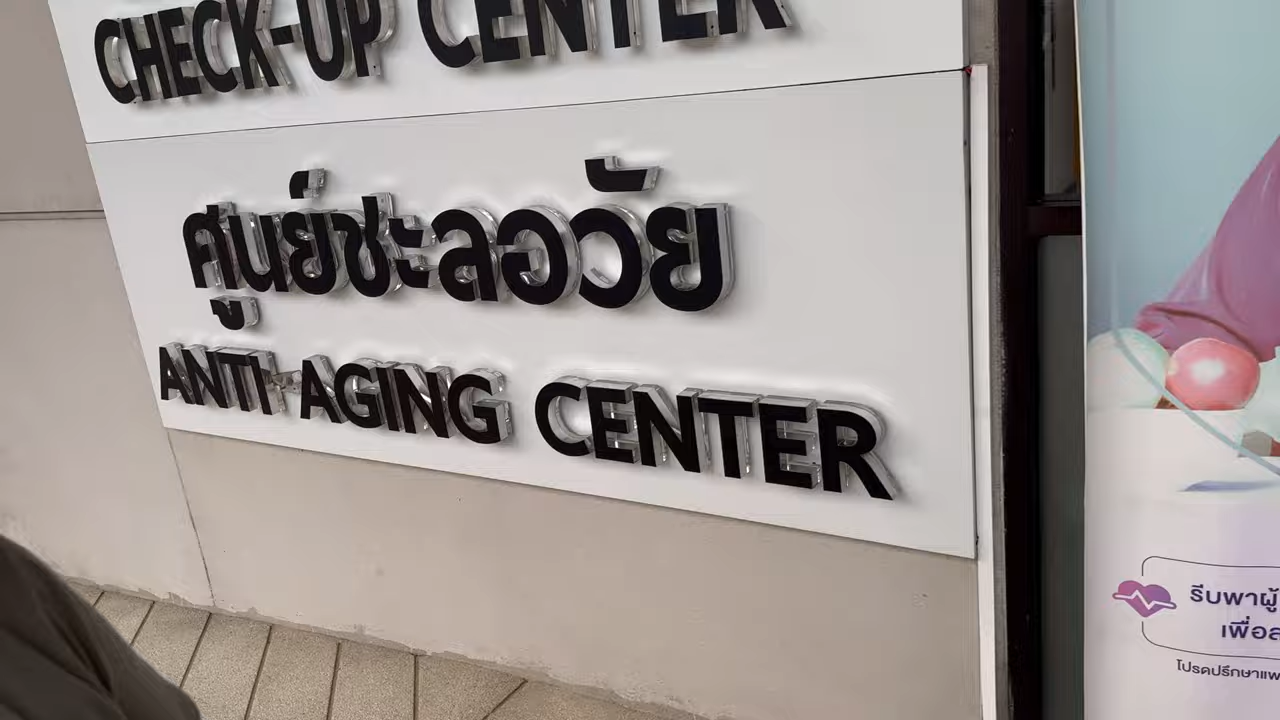 CHECK-UP CENTER
ศูนย์ชะลอวัย
ANTI-AGING CENTER
รีบพาผู้
เพื่อ
โปรดปรึกษาแพ